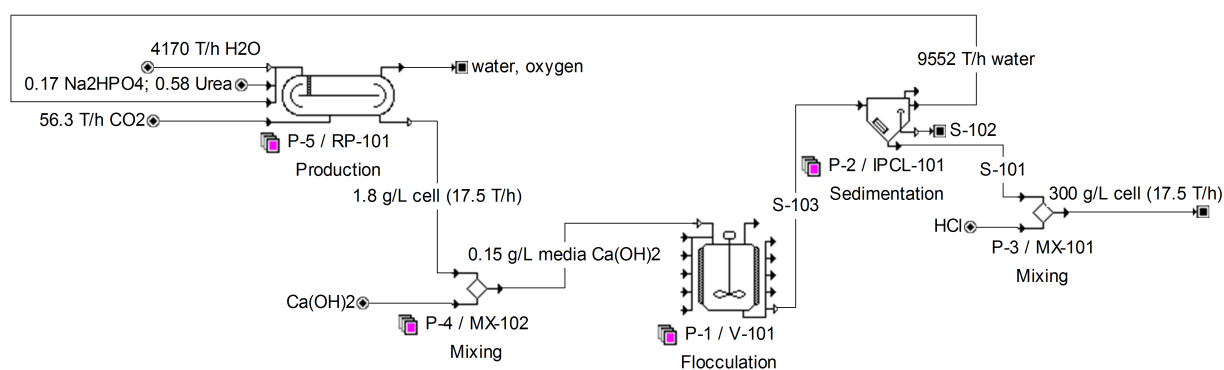 4170 T/h H2O
0.17 Na2HPO4; 0.58 Urea
56.3 T/h CO2
water, oxygen
P-5 / RP-101
Production
1.8 g/L cell (17.5 T/h)
9552 T/h water
S-102
P-2 / IPCL-101
Sedimentation
S-101
S-103
300 g/L cell (17.5 T/h)
HCl
P-3 / MX-101
Mixing
0.15 g/L media Ca(OH)2
Ca(OH)2
P-4 / MX-102
Mixing
P-1 / V-101
Flocculation